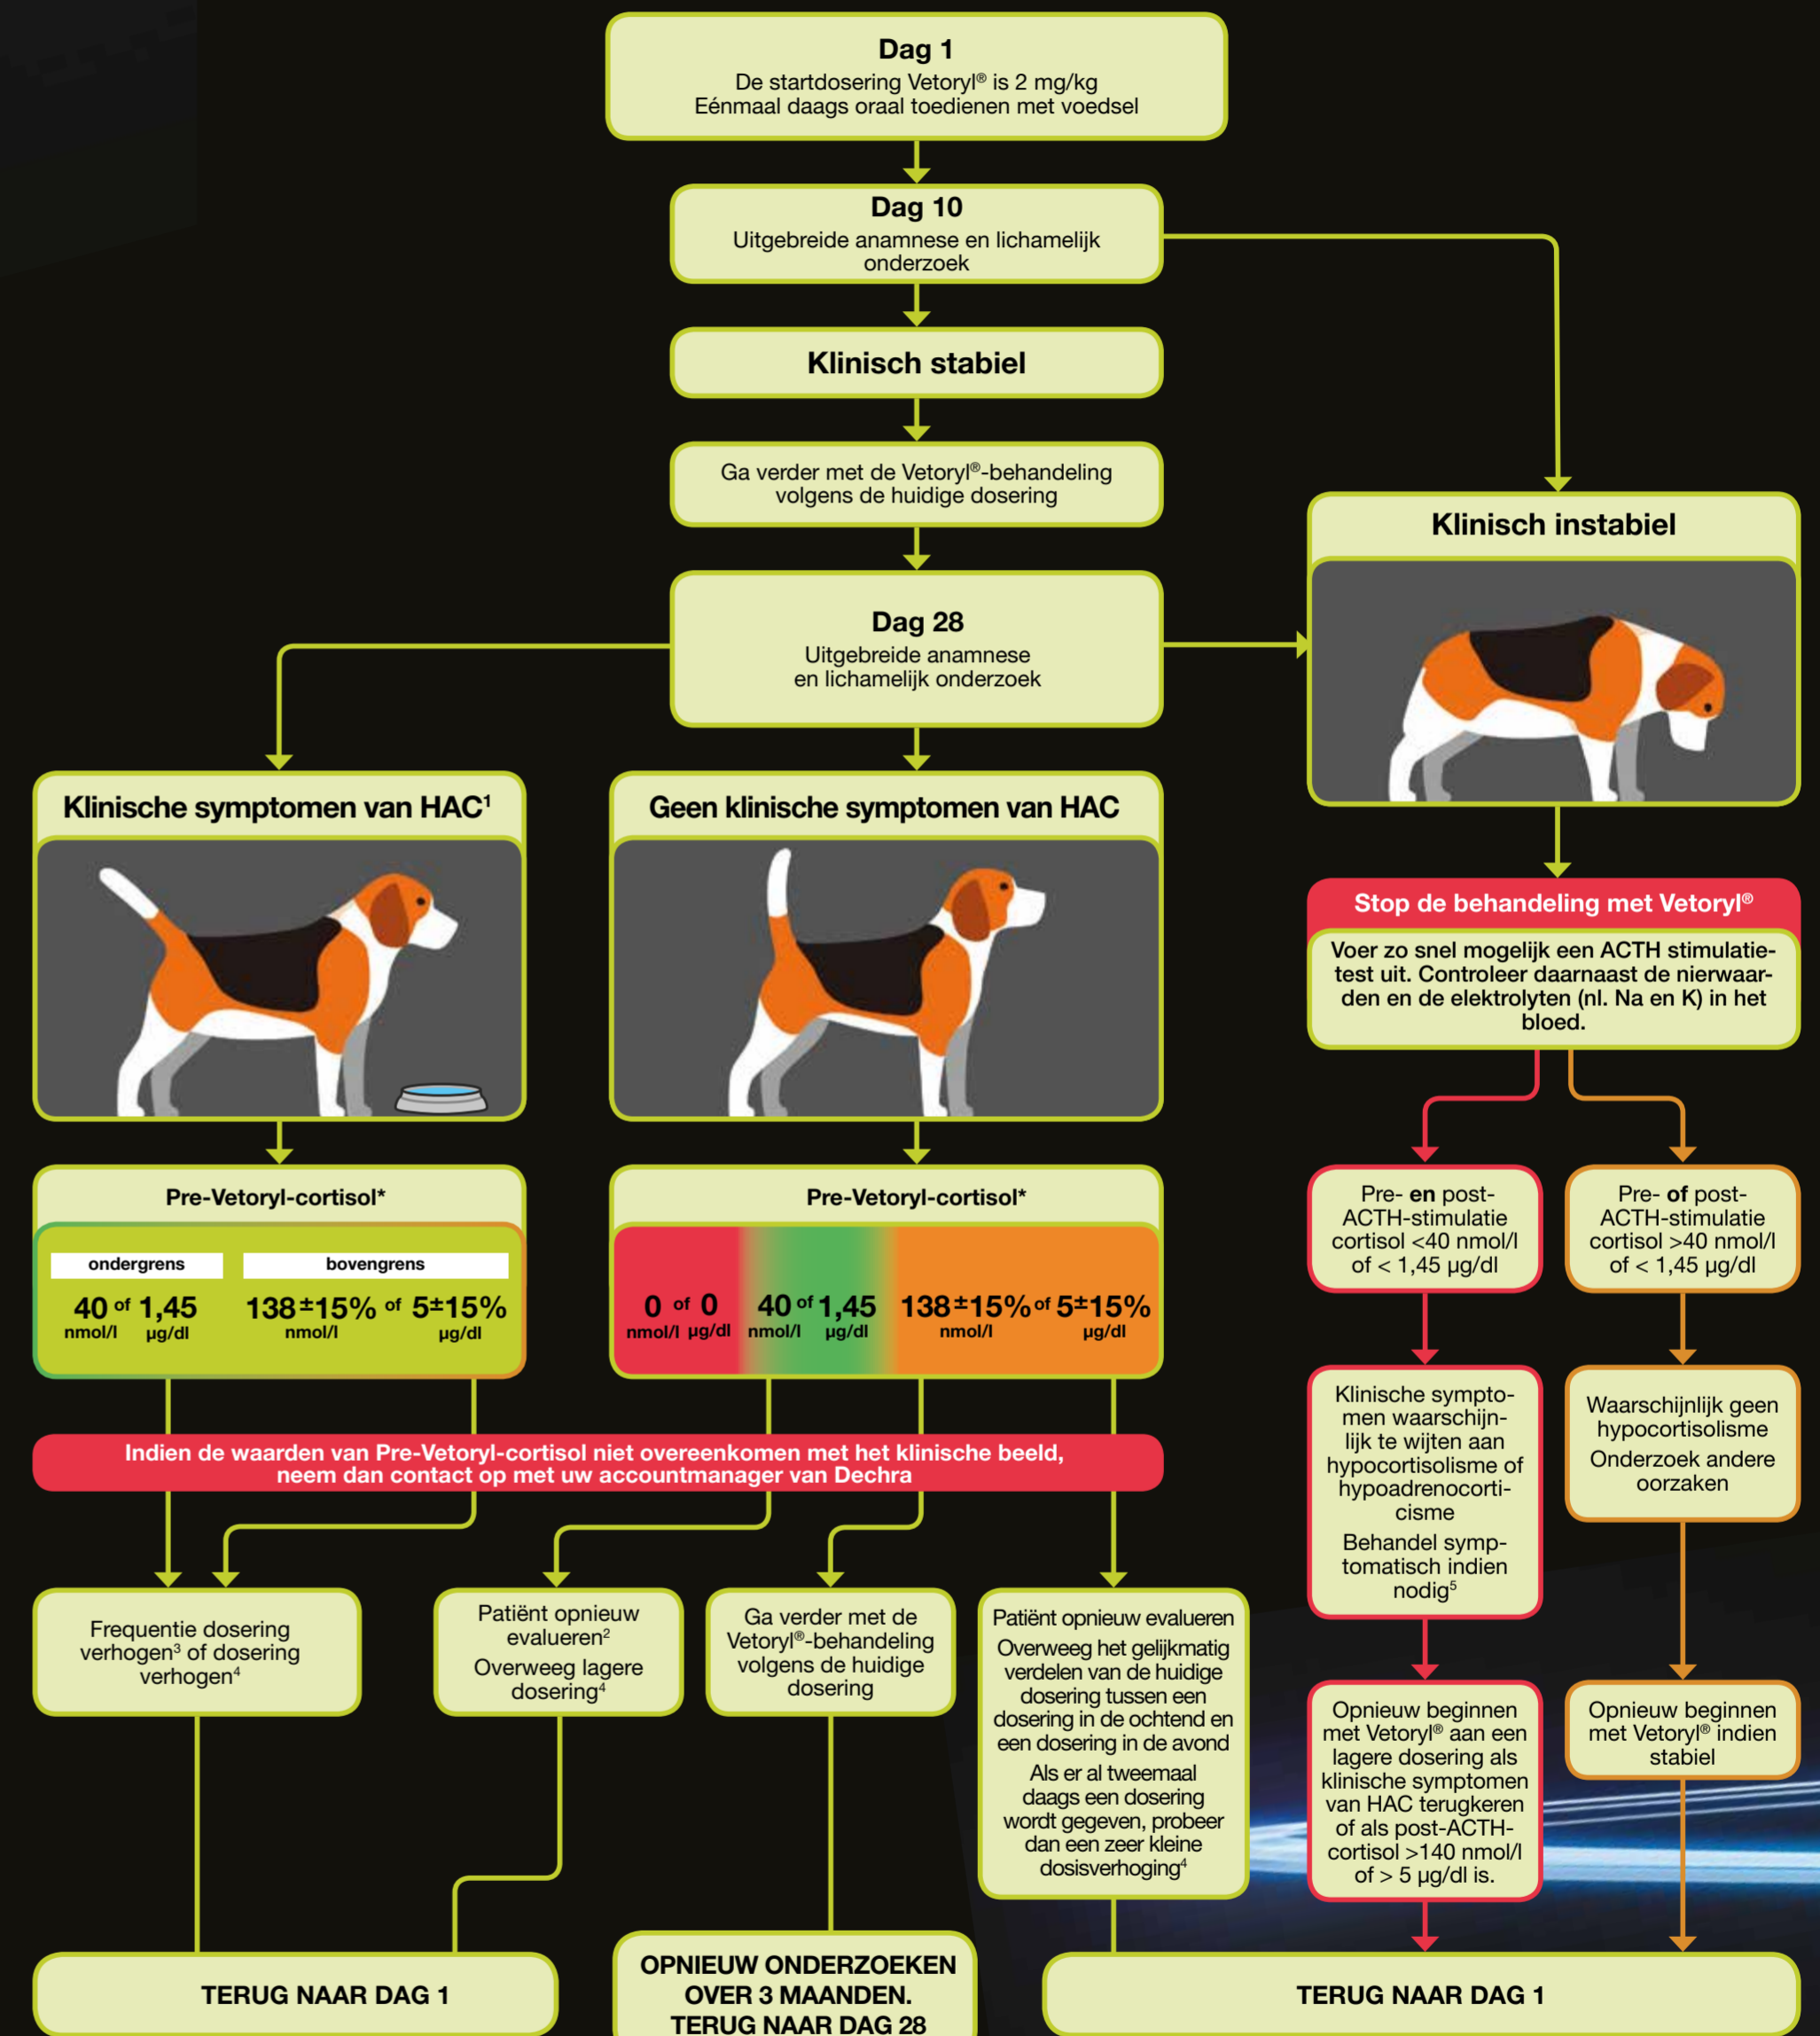 Dag 1
De startdosering Vetoryl® is 2 mg/kg
Eénmaal daags oraal toedienen met voedsel
Dag 10
Uitgebreide anamnese en lichamelijk
onderzoek
Klinisch stabiel
Ga verder met de Vetoryl®-behandeling
volgens de huidige dosering
Klinisch instabiel
Dag 28
Uitgebreide anamnese
en lichamelijk onderzoek
Klinische symptomen van HAC¹
Geen klinische symptomen van HAC
Stop de behandeling met Vetoryl®
Voer zo snel mogelijk een ACTH stimulatie-
test uit. Controleer daarnaast de nierwaar-
den en de elektrolyten (nl. Na en K) in het
bloed.
Pre-Vetoryl-cortisol*
ondergrens bovengrens
40 of 1,45 138±15% of 5±15%
nmol/l µg/dl nmol/l µg/dl
Pre-Vetoryl-cortisol*
0 of 0 40 of 1,45 138±15% of 5±15%
nmol/l µg/dl nmol/l µg/dl nmol/l µg/dl
Pre- en post-
ACTH-stimulatie
cortisol <40 nmol/l
of < 1,45 µg/dl
Pre- of post-
ACTH-stimulatie
cortisol >40 nmol/l
of < 1,45 µg/dl
Indien de waarden van Pre-Vetoryl-cortisol niet overeenkomen met het klinische beeld,
neem dan contact op met uw accountmanager van Dechra
Klinische sympto-
men waarschijn-
lijk te wijten aan
hypocortisolisme of
hypoadrenocorti-
cisme
Behandel symp-
tomatisch indien
nodig⁵
Waarschijnlijk geen
hypocortisolisme
Onderzoek andere
oorzaken
Frequentie dosering
verhogen³ of dosering
verhogen⁴
Patiënt opnieuw
evalueren²
Overweeg lagere
dosering⁴
Ga verder met de
Vetoryl®-behandeling
volgens de huidige
dosering
Patiënt opnieuw evalueren
Overweeg het gelijkmatig
verdelen van de huidige
dosering tussen een
dosering in de ochtend en
een dosering in de avond
Als er al tweemaal
daags een dosering
wordt gegeven, probeer
dan een zeer kleine
dosisverhoging⁴
Opnieuw beginnen
met Vetoryl® aan een
lagere dosering als
klinische symptomen
van HAC terugkeren
of als post-ACTH-
cortisol >140 nmol/l
of > 5 µg/dl is.
Opnieuw beginnen
met Vetoryl® indien
stabiel
TERUG NAAR DAG 1
OPNIEUW ONDERZOEKEN
OVER 3 MAANDEN.
TERUG NAAR DAG 28
TERUG NAAR DAG 1